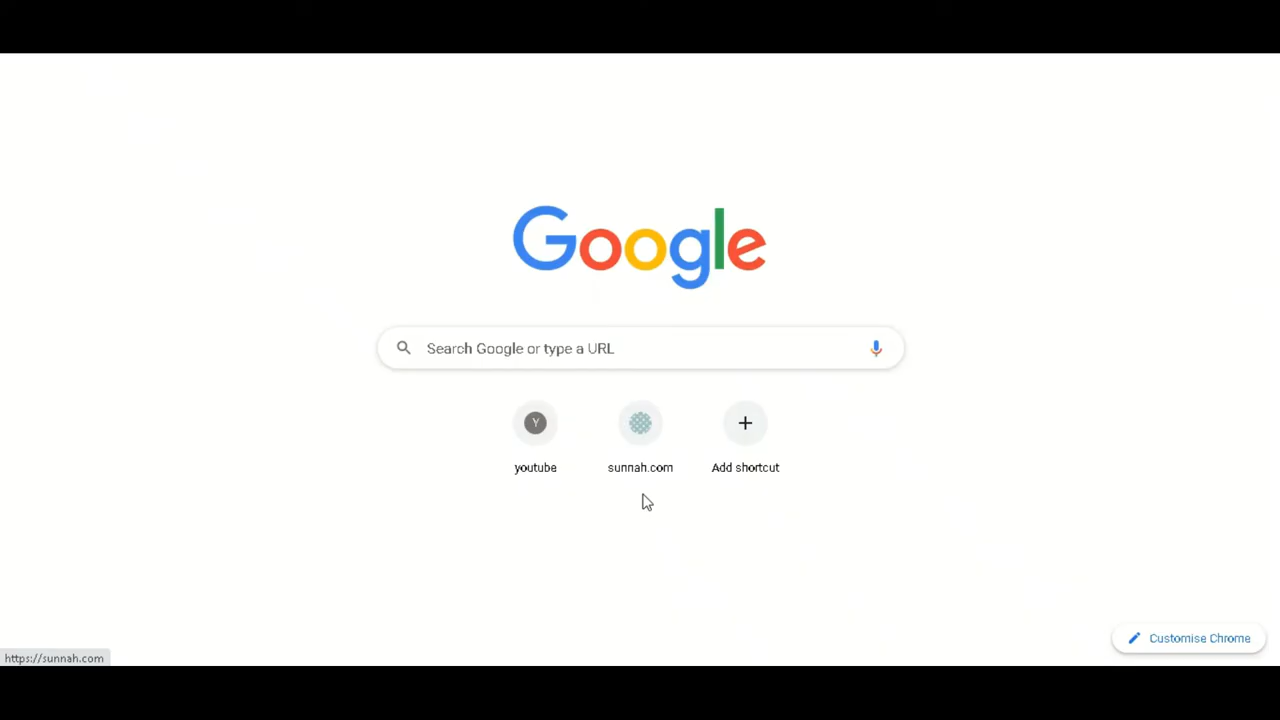 Google
Search Google or type a URL
Y
youtube
sunnah.com
Add shortcut
Customise Chrome
https://sunnah.com